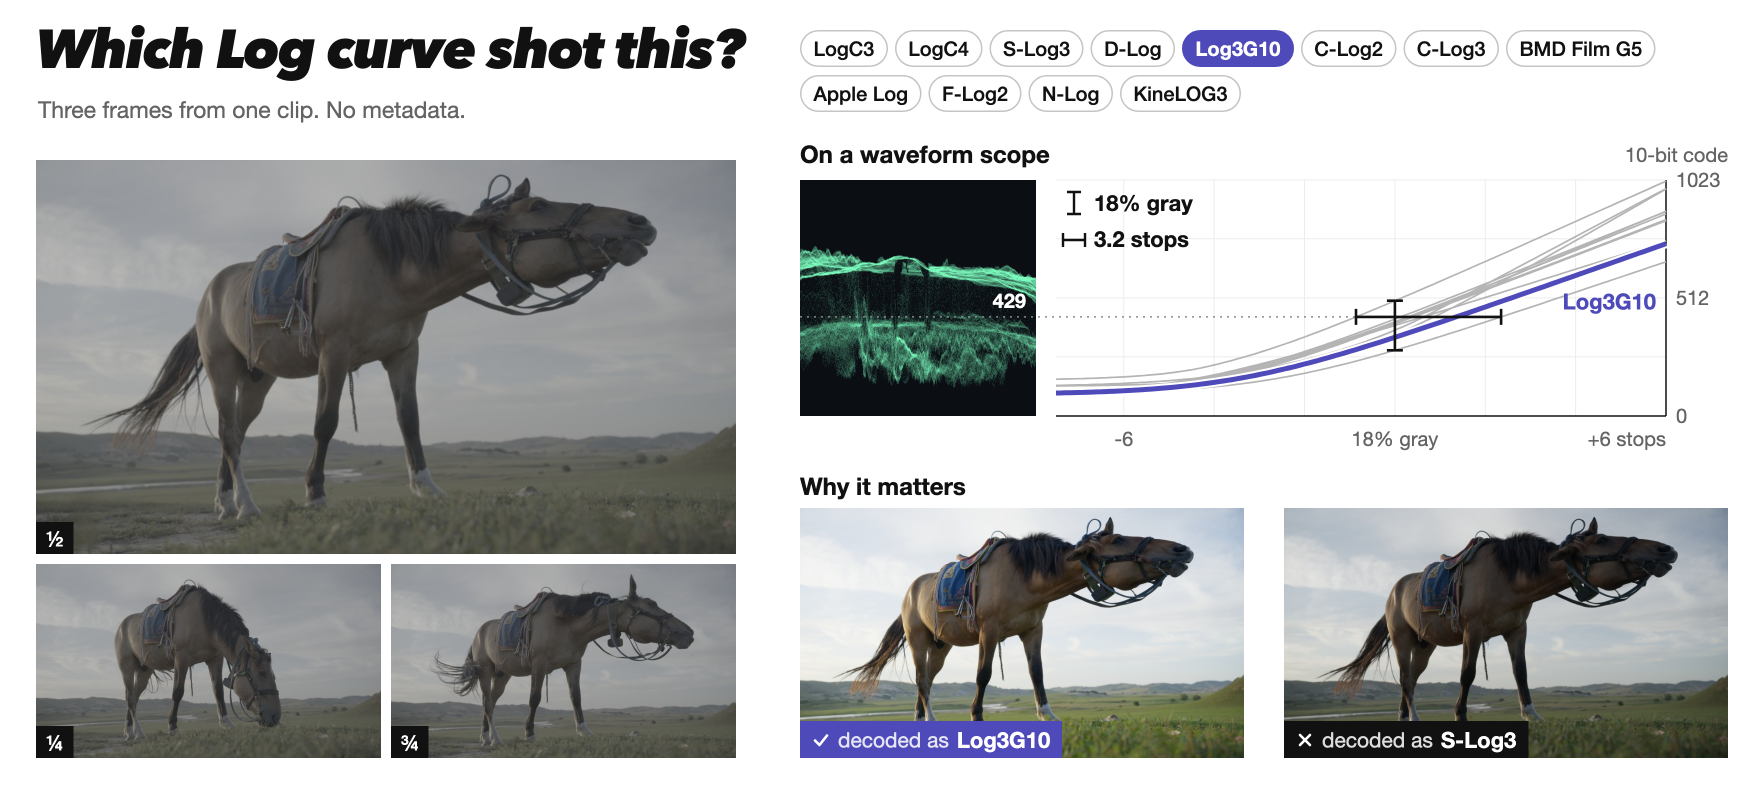 Which Log curve shot this?
Three frames from one clip. No metadata.
½
¼
¾
LogC3 LogC4 S-Log3 D-Log Log3G10 C-Log2 C-Log3 BMD Film G5
Apple Log F-Log2 N-Log KineLOG3
On a waveform scope
10-bit code
429
18% gray
3.2 stops
1023
512
0
Log3G10
-6 18% gray +6 stops
Why it matters
✓ decoded as Log3G10
✕ decoded as S-Log3